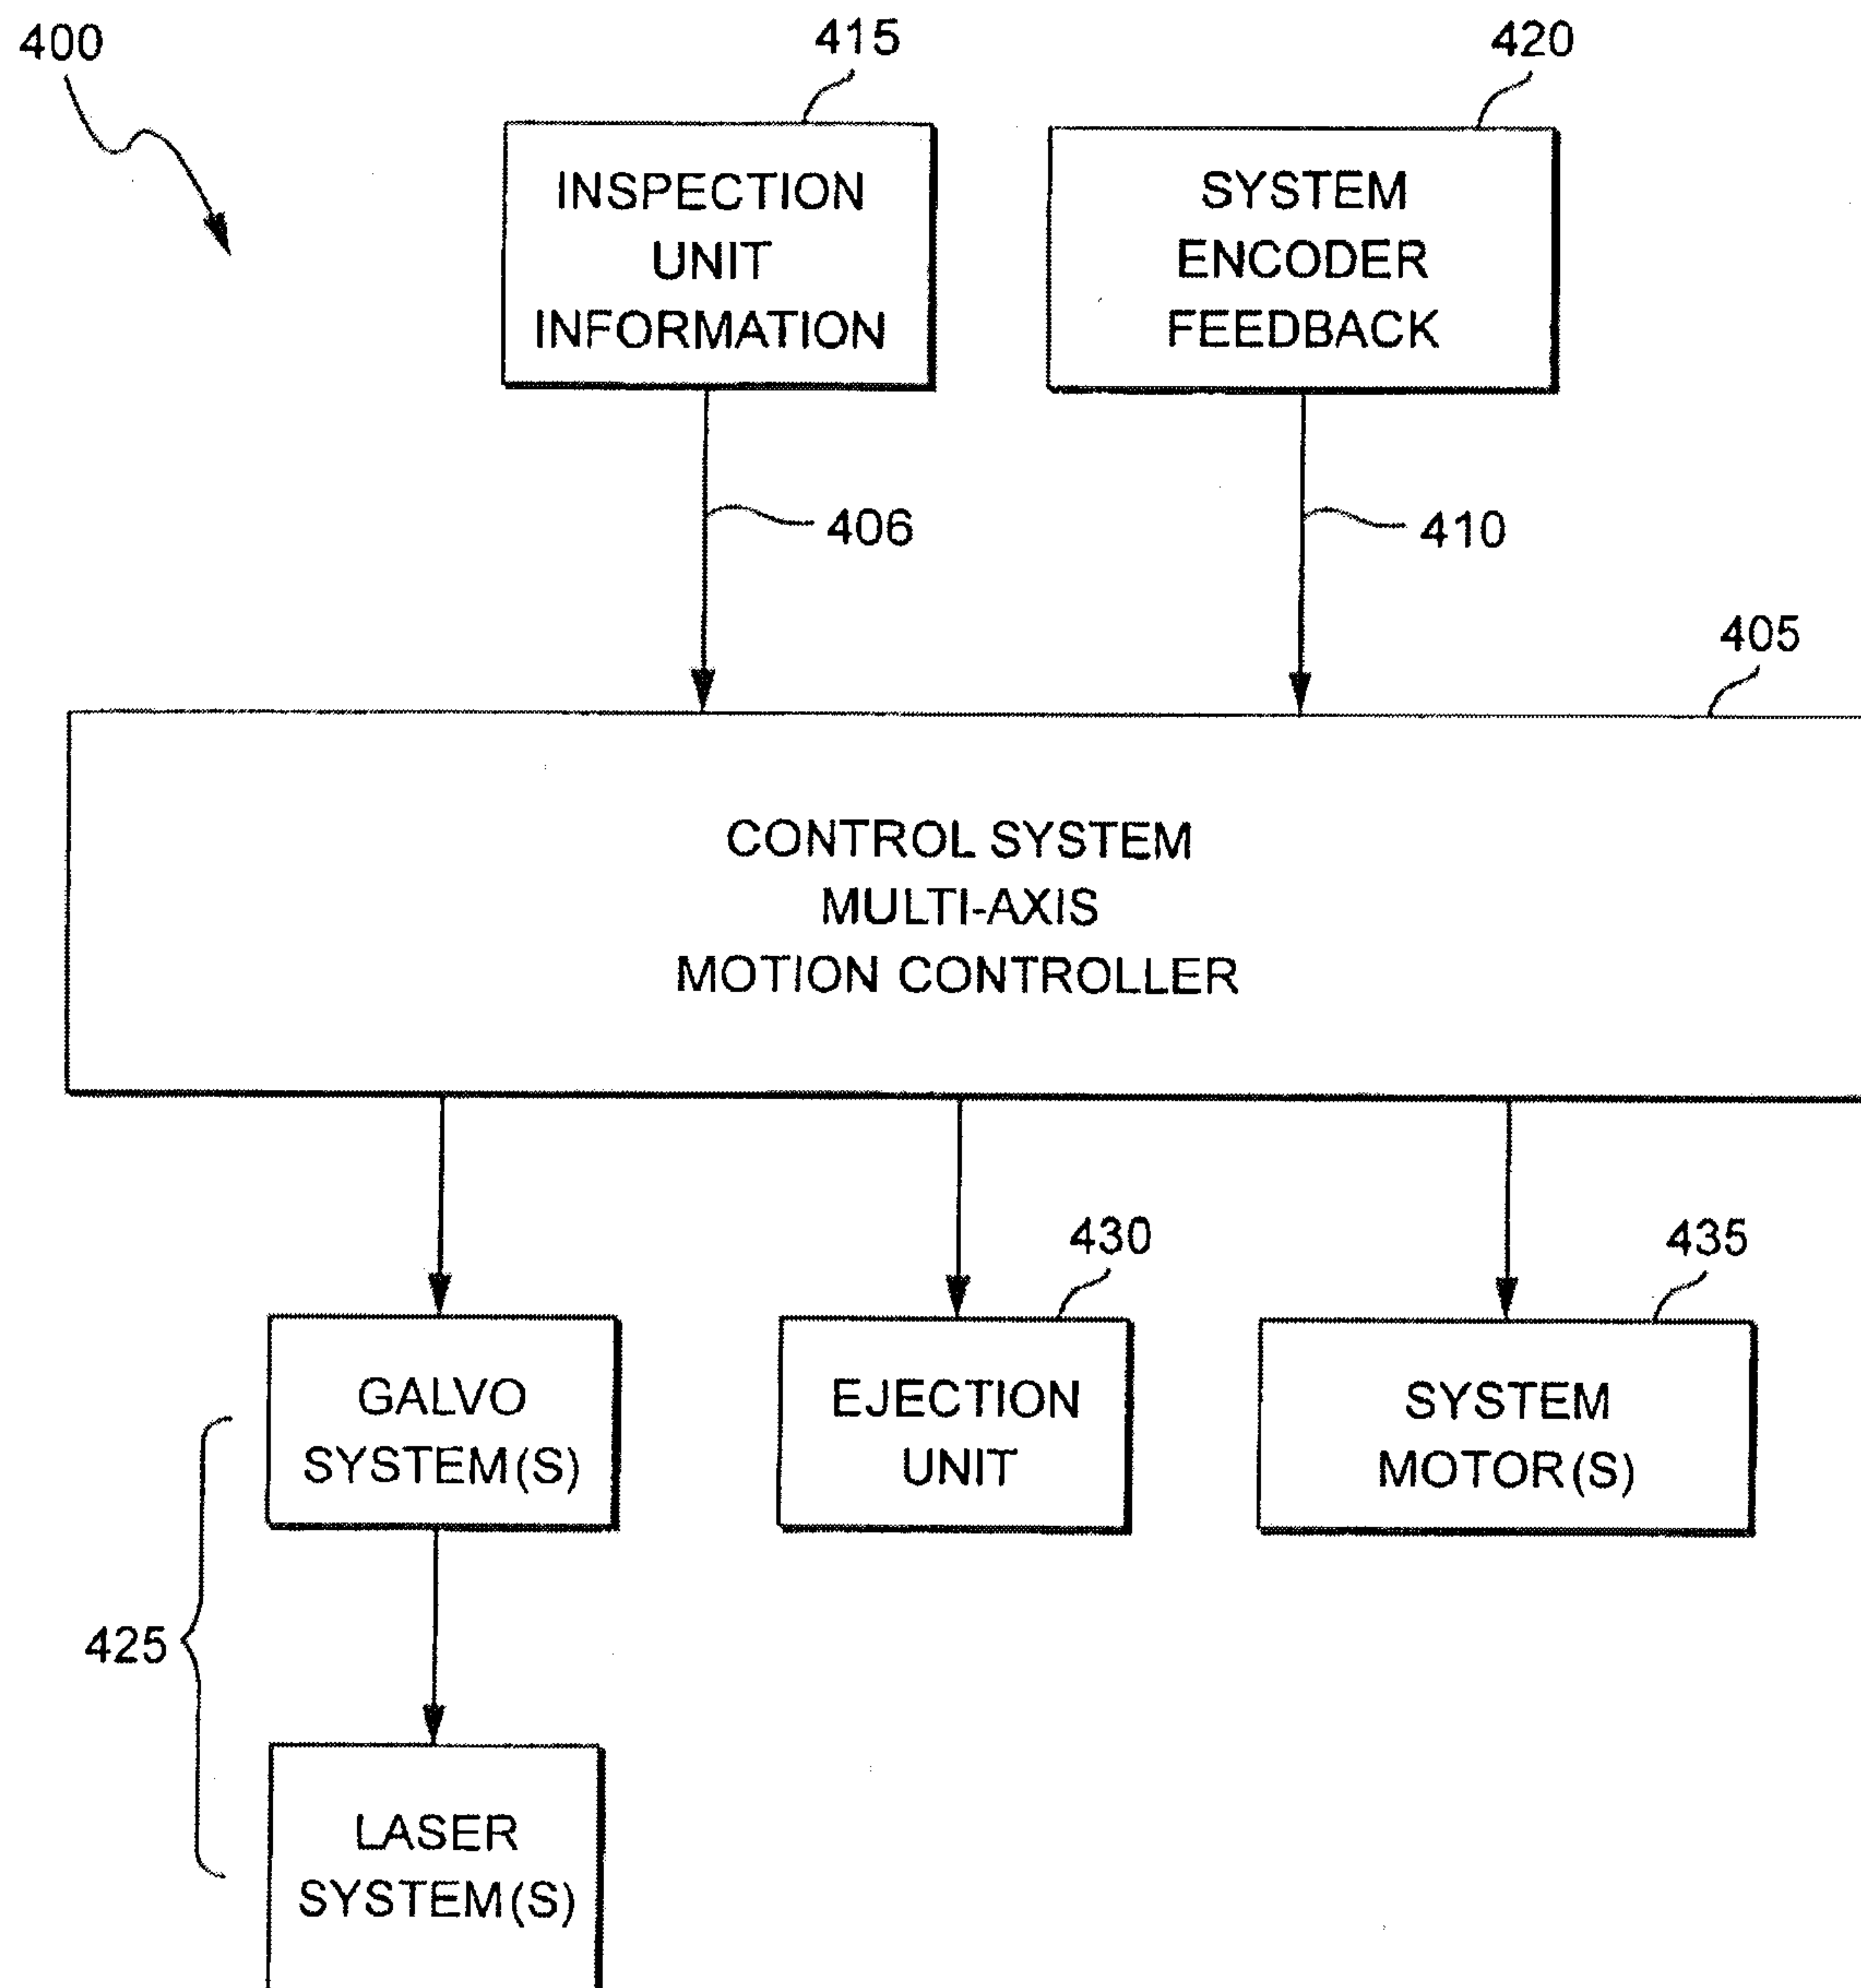 400
415
420
INSPECTION
UNIT
INFORMATION
SYSTEM
ENCODER
FEEDBACK
406
410
405
CONTROL SYSTEM
MULTI-AXIS
MOTION CONTROLLER
430
435
GALVO
SYSTEM(S)
EJECTION
UNIT
SYSTEM
MOTOR(S)
425
LASER
SYSTEM(S)